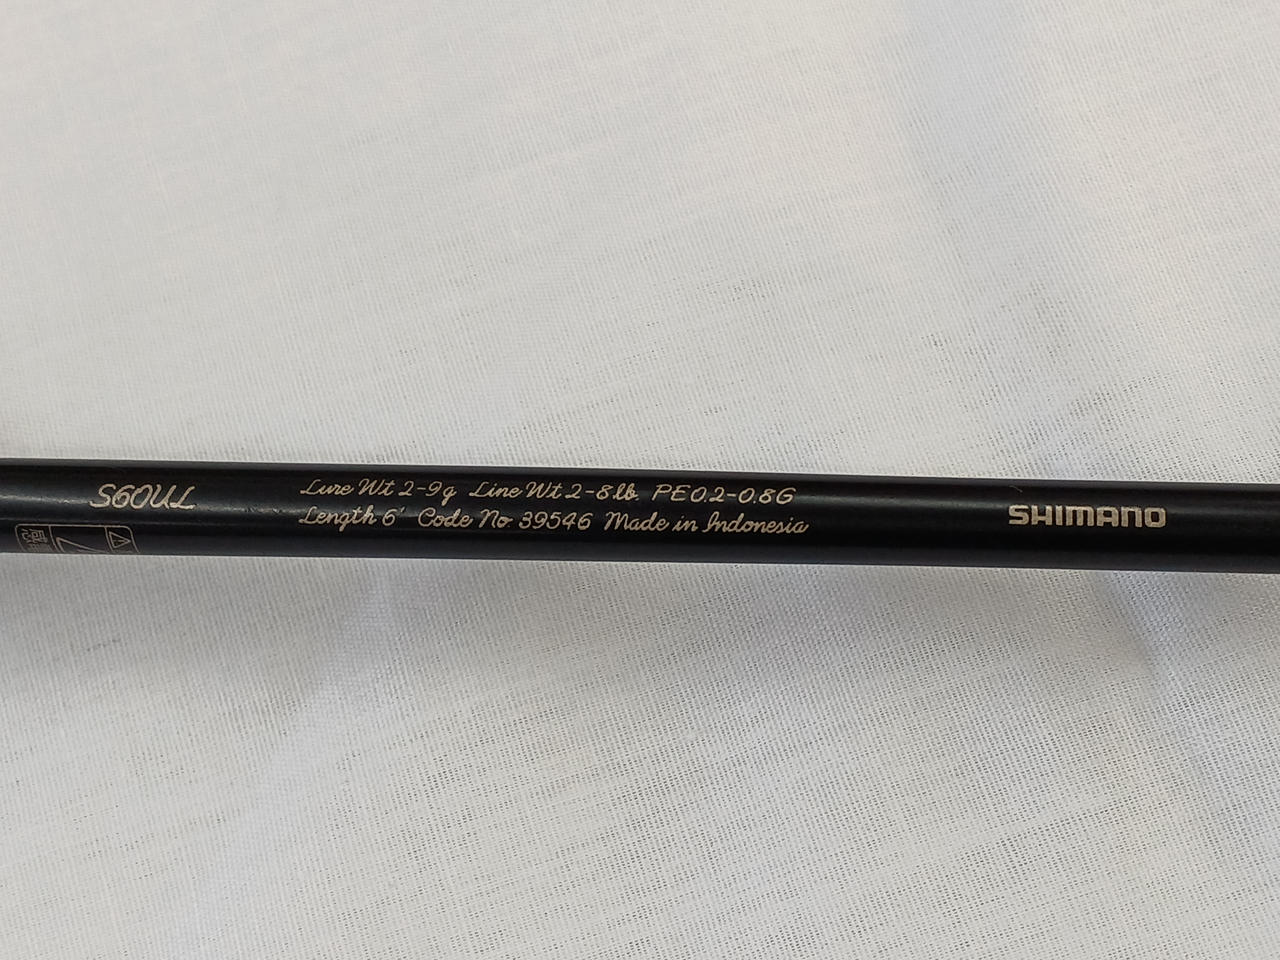 S60UL
Lure Wt 2-9g Line Wt 2-8lb. PE0.2-0.8G
Length 6' Code No 39546 Made in Indonesia
SHIMANO